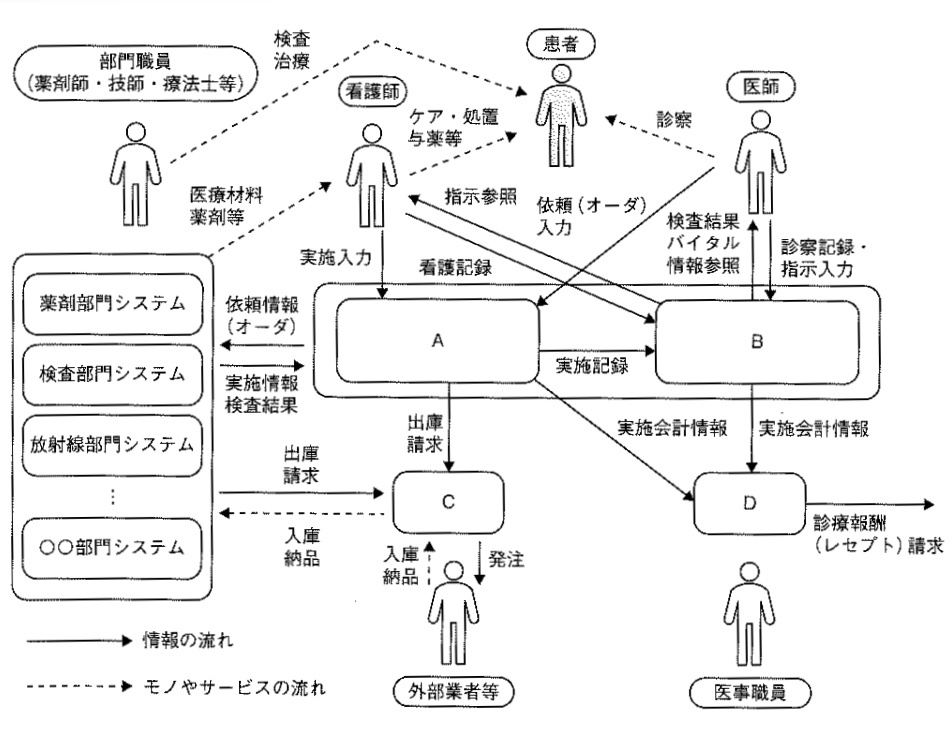 部門職員
（薬剤師・技師・療法士等）
検査
治療
患者
看護師
医師
ケア・処置
与薬等
診察
医療材料
薬剤等
指示参照
依頼（オーダ）
入力
検査結果
バイタル
情報参照
診察記録・
指示入力
実施入力
看護記録
薬剤部門システム
検査部門システム
放射線部門システム
⋮
〇〇部門システム
依頼情報
（オーダ）
実施情報
検査結果
A
実施記録
B
出庫
請求
実施会計情報
実施会計情報
出庫
請求
入庫
納品
C
D
診療報酬
（レセプト）請求
入庫
納品
発注
外部業者等
医事職員
情報の流れ
モノやサービスの流れ